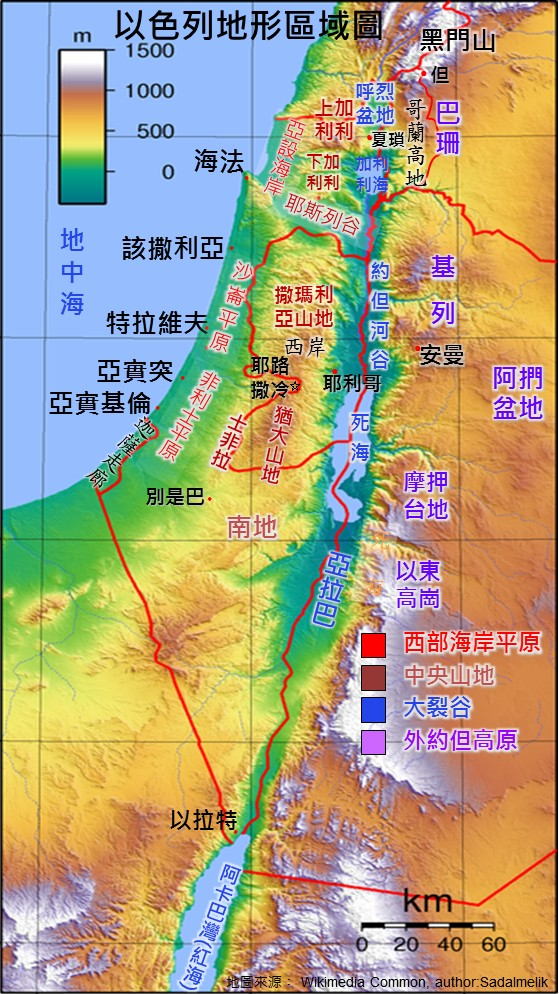 以色列地形區域圖
m
1500
1000
500
0
黑門山
但
呼烈
盆地
上加
利利
夏瑣
哥蘭高地
巴珊
亞設海岸
下加
利利
加利
利海
海法
耶斯列谷
地中海
該撒利亞
沙崙平原
撒瑪利
亞山地
約但河谷
基列
特拉維夫
西岸
安曼
亞實突
耶路
撒冷
耶利哥
阿捫
盆地
亞實基倫
非利士平原
士非拉
猶大山地
死海
迦薩走廊
別是巴
摩押
台地
南地
亞拉巴
以東
高崗
西部海岸平原
中央山地
大裂谷
外約但高原
以拉特
阿卡巴灣(紅海)
km
0 20 40 60
地圖來源： Wikimedia Common, author:Sadalmelik